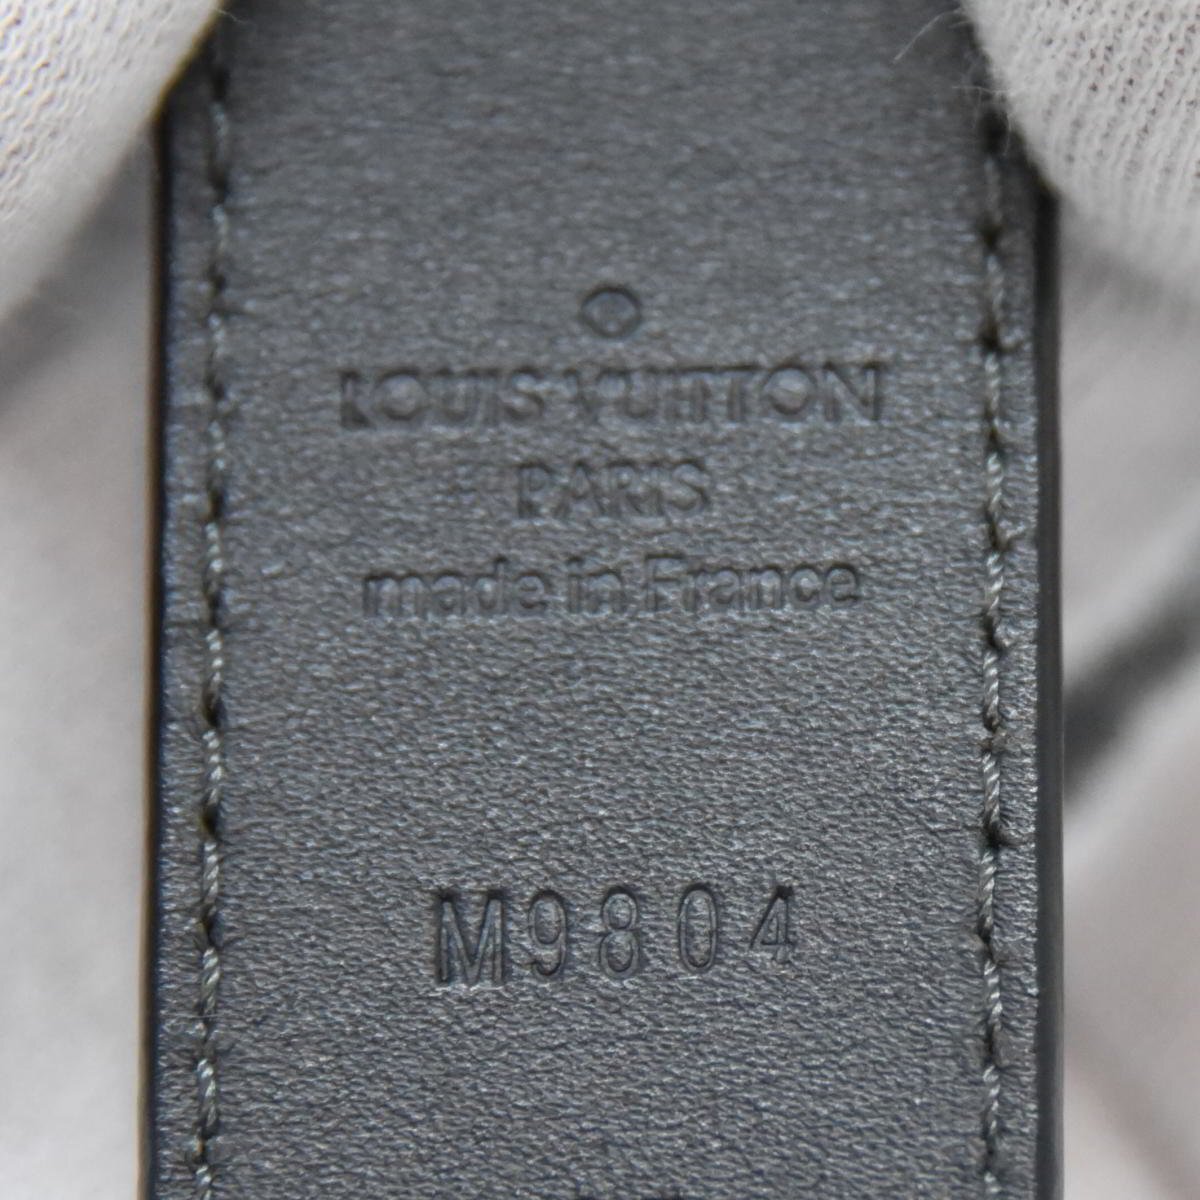 LOUIS VUITTON
PARIS
made in France
M9804